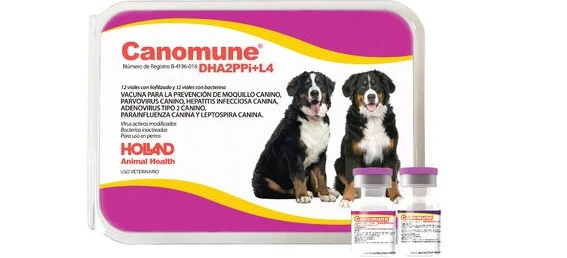 Canomune®
Número de Registro B-4196-016 DHA2PPi+L4
12 viales con liofilizado y 12 viales con bacterina
VACUNA PARA LA PREVENCIÓN DE MOQUILLO CANINO,
PARVOVIRUS CANINO, HEPATITIS INFECCIOSA CANINA,
ADENOVIRUS TIPO 2 CANINO,
PARAINFLUENZA CANINA Y LEPTOSPIRA CANINA.
Virus activos modificados
Bacterias inactivadas
Para uso en perros
HOLLAND
Animal Health
USO VETERINARIO
Canomune
Canomune